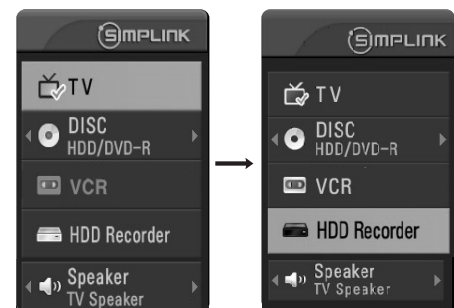 SIMPLINK
TV
DISC
HDD/DVD-R
VCR
HDD Recorder
Speaker
TV Speaker
SIMPLINK
TV
DISC
HDD/DVD-R
VCR
HDD Recorder
Speaker
TV Speaker